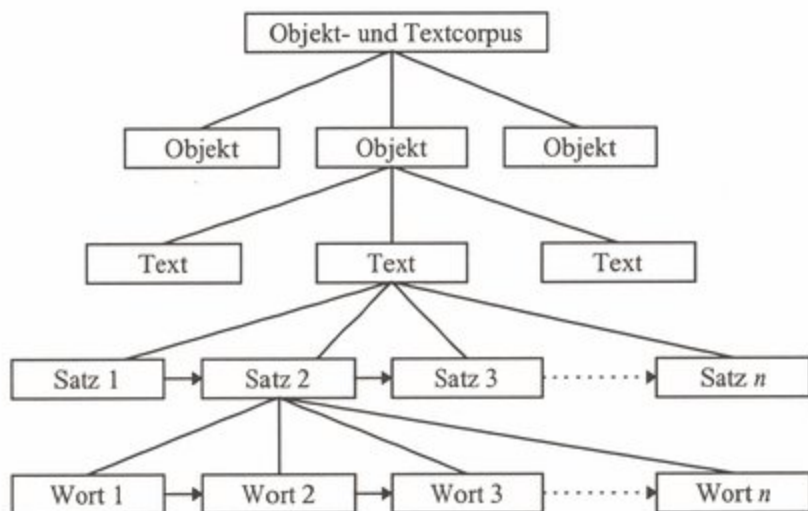 Objekt- und Textcorpus
Objekt Objekt Objekt
Text Text Text
Satz 1 Satz 2 Satz 3 Satz n
Wort 1 Wort 2 Wort 3 Wort n